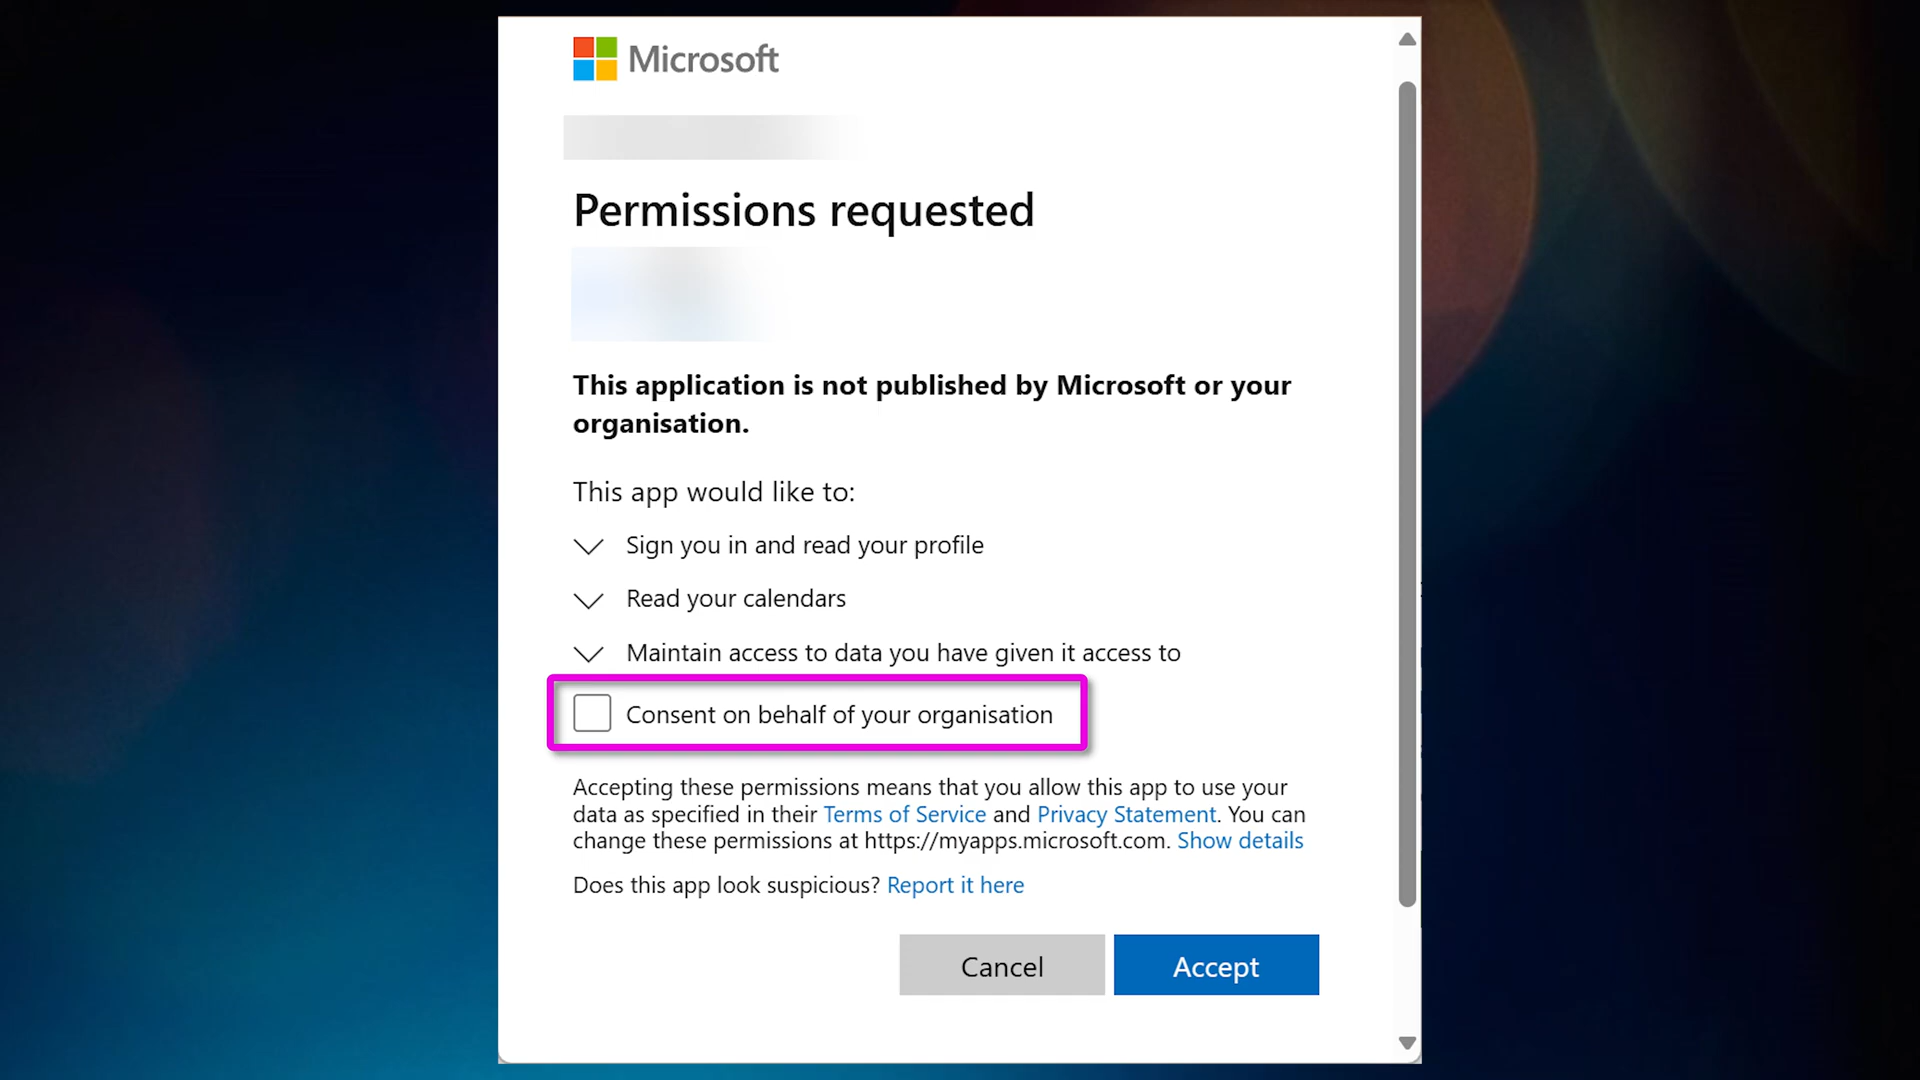 Microsoft
Permissions requested
This application is not published by Microsoft or your
organisation.
This app would like to:
Sign you in and read your profile
Read your calendars
Maintain access to data you have given it access to
Consent on behalf of your organisation
Accepting these permissions means that you allow this app to use your
data as specified in their Terms of Service and Privacy Statement. You can
change these permissions at https://myapps.microsoft.com. Show details
Does this app look suspicious? Report it here
Cancel
Accept